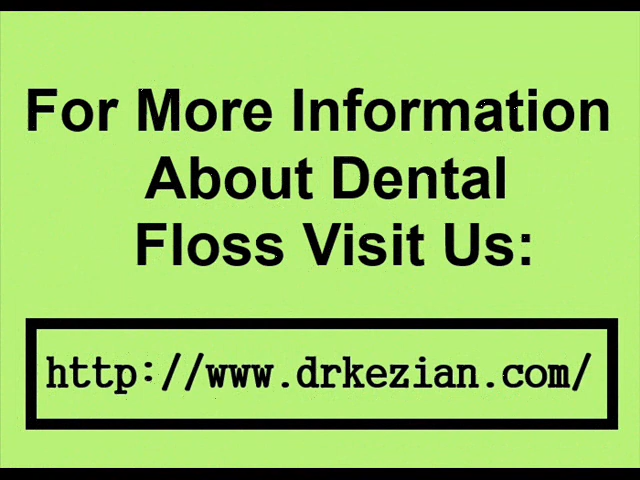 For More Information
About Dental
Floss Visit Us:
http://www.drkezian.com/